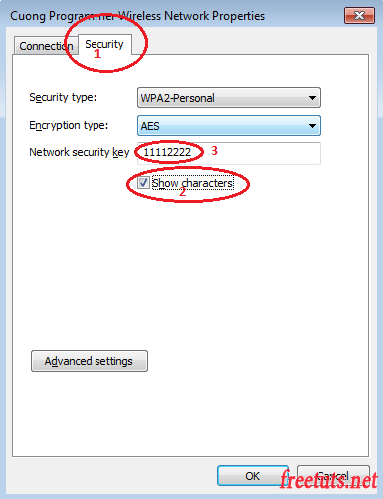 Cuong Programmer Wireless Network Properties
Connection
Security
1
Security type:
WPA2-Personal
Encryption type:
AES
Network security key
11112222
3
Show characters
2
Advanced settings
OK
Cancel
freetuts.net